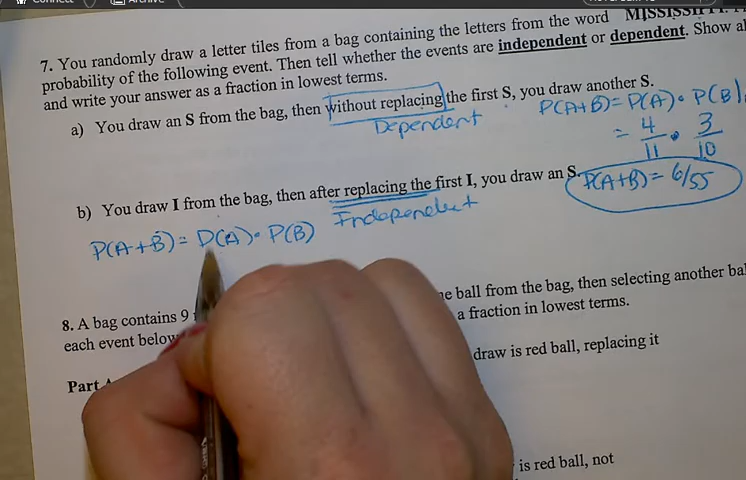 7. You randomly draw a letter tiles from a bag containing the letters from the word MISSISSIPPI.
probability of the following event. Then tell whether the events are independent or dependent. Show
and write your answer as a fraction in lowest terms.
a) You draw an S from the bag, then without replacing the first S, you draw another S.
Dependent
P(A+B) = P(A) • P(B)
= 4/11 • 3/10
P(A+B) = 6/55
b) You draw I from the bag, then after replacing the first I, you draw an S.
Independent
P(A+B) = P(A) • P(B)
8. A bag contains 9
ball from the bag, then selecting another
each event below
a fraction in lowest terms.
Part
draw is red ball, replacing it
is red ball, not